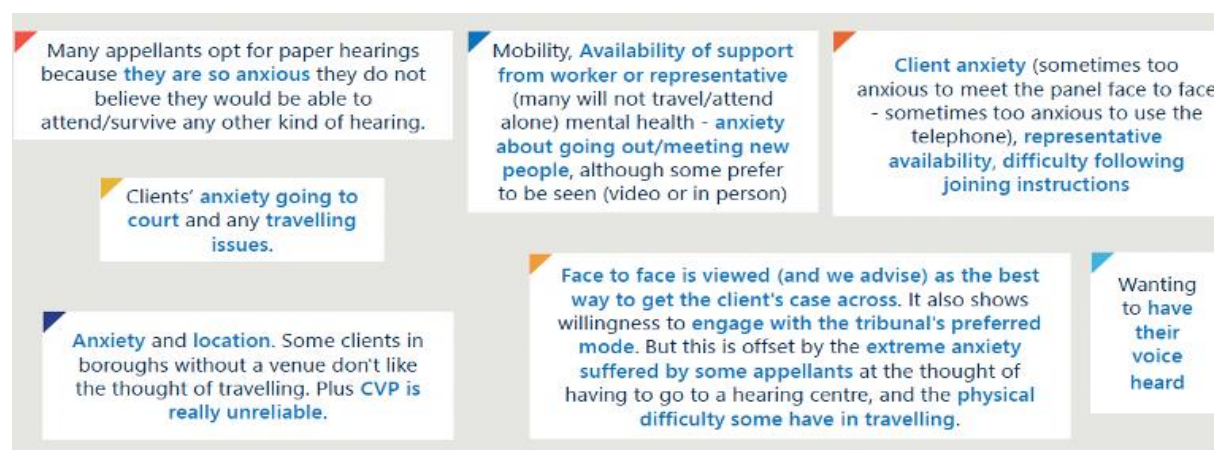 Many appellants opt for paper hearings
because they are so anxious they do not
believe they would be able to
attend/survive any other kind of hearing.
Mobility, Availability of support
from worker or representative
(many will not travel/attend
alone) mental health - anxiety
about going out/meeting new
people, although some prefer
to be seen (video or in person)
Client anxiety (sometimes too
anxious to meet the panel face to face
- sometimes too anxious to use the
telephone), representative
availability, difficulty following
joining instructions
Clients' anxiety going to
court and any travelling
issues.
Anxiety and location. Some clients in
boroughs without a venue don't like
the thought of travelling. Plus CVP is
really unreliable.
Face to face is viewed (and we advise) as the best
way to get the client's case across. It also shows
willingness to engage with the tribunal's preferred
mode. But this is offset by the extreme anxiety
suffered by some appellants at the thought of
having to go to a hearing centre, and the physical
difficulty some have in travelling.
Wanting
to have
their
voice
heard